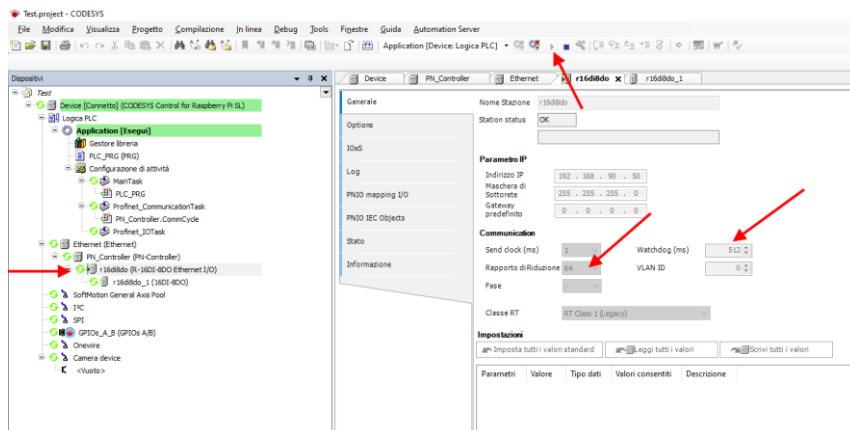 Test.project - CODESYS
File Modifica Visualizza Progetto Compilazione In linea Debug Tools Finestre Guida Automation Server
Application [Device: Logica PLC]
Dispositivi
Test
Device [Connetto] (CODESYS Control for Raspberry Pi SL)
Logica PLC
Application [Esegui]
Gestore libreria
PLC_PRG (PRG)
Configurazione di attività
MainTask
PLC_PRG
Profinet_CommunicationTask
PN_Controller.CommCycle
Profinet_IOTask
Ethernet (Ethernet)
PN_Controller (PN-Controller)
r16di8do (R-16DI-8DO Ethernet I/O)
r16di8do_1 (16DI-8DO)
SoftMotion General Axis Pool
I²C
SPI
GPIOs_A_B (GPIOs A/B)
Onewire
Camera device
<Vuoto>
Device PN_Controller Ethernet r16di8do r16di8do_1
Generale
Options
IOxS
Log
PNIO mapping I/O
PNIO IEC Objects
Stato
Informazione
Nome Stazione r16di8do
Station status OK
Parametro IP
Indirizzo IP 192 . 168 . 90 . 50
Maschera di Sottorete 255 . 255 . 255 . 0
Gateway predefinito 0 . 0 . 0 . 0
Communication
Send clock (ms) 1 Watchdog (ms) 512
Rapporto di Riduzione 64 VLAN ID 0
Fase -
Classe RT RT Class 1 (Legacy)
Impostazioni
Imposta tutti i valori standard Leggi tutti i valori Scrivi tutti i valori
Parametri Valore Tipo dati Valori consentiti Descrizione